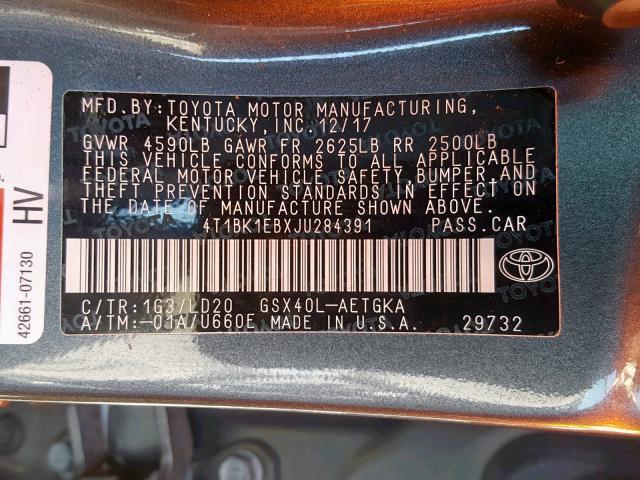 MFD.BY:TOYOTA MOTOR MANUFACTURING,
KENTUCKY,INC.12/17
GVWR 4590LB GAWR FR 2625LB RR 2500LB
THIS VEHICLE CONFORMS TO ALL APPLICABLE
FEDERAL MOTOR VEHICLE SAFETY,BUMPER,AND
THEFT PREVENTION STANDARDS IN EFFECT ON
THE DATE OF MANUFACTURE SHOWN ABOVE.
4T1BK1EBXJU284391 PASS.CAR
C/TR:1G3/LD20 GSX40L-AETGKA
A/TM:-01A/U660E MADE IN U.S.A. 29732
HV
42661-07130